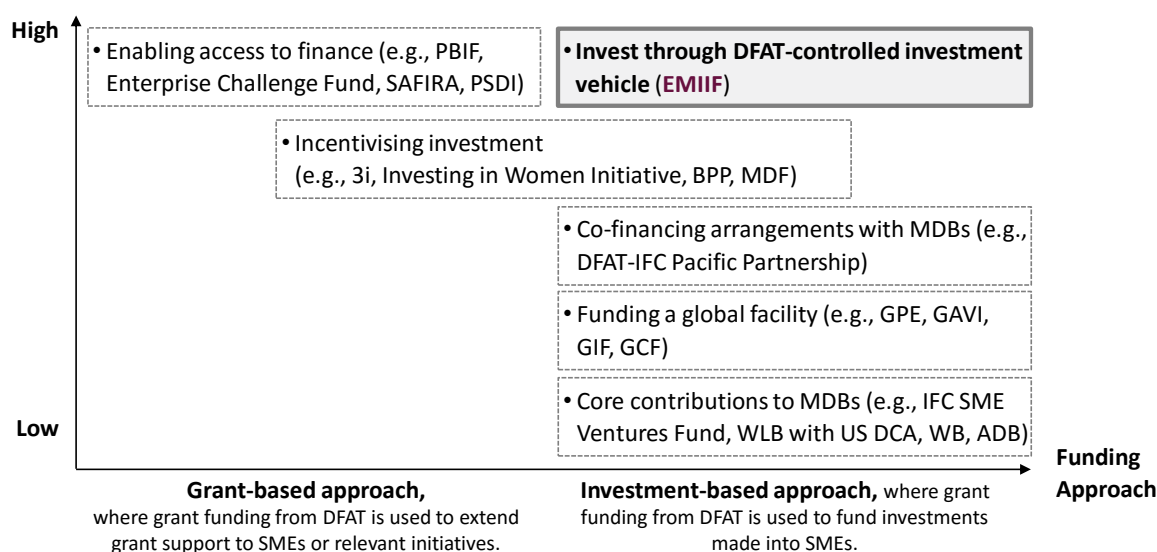 High
• Enabling access to finance (e.g., PBIF,
Enterprise Challenge Fund, SAFIRA, PSDI)
• Invest through DFAT-controlled investment
vehicle (EMIIF)
• Incentivising investment
(e.g., 3i, Investing in Women Initiative, BPP, MDF)
• Co-financing arrangements with MDBs (e.g.,
DFAT-IFC Pacific Partnership)
• Funding a global facility (e.g., GPE, GAVI,
GIF, GCF)
• Core contributions to MDBs (e.g., IFC SME
Ventures Fund, WLB with US DCA, WB, ADB)
Low
Funding
Approach
Grant-based approach,
where grant funding from DFAT is used to extend
grant support to SMEs or relevant initiatives.
Investment-based approach, where grant
funding from DFAT is used to fund investments
made into SMEs.